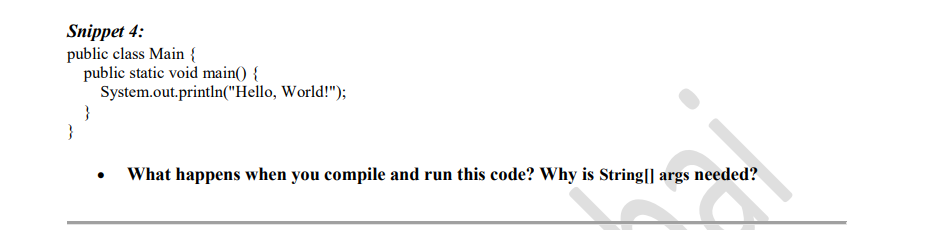 Snippet 4:
public class Main {
public static void main() {
System.out.println("Hello, World!");
}
}
• What happens when you compile and run this code? Why is String[] args needed?